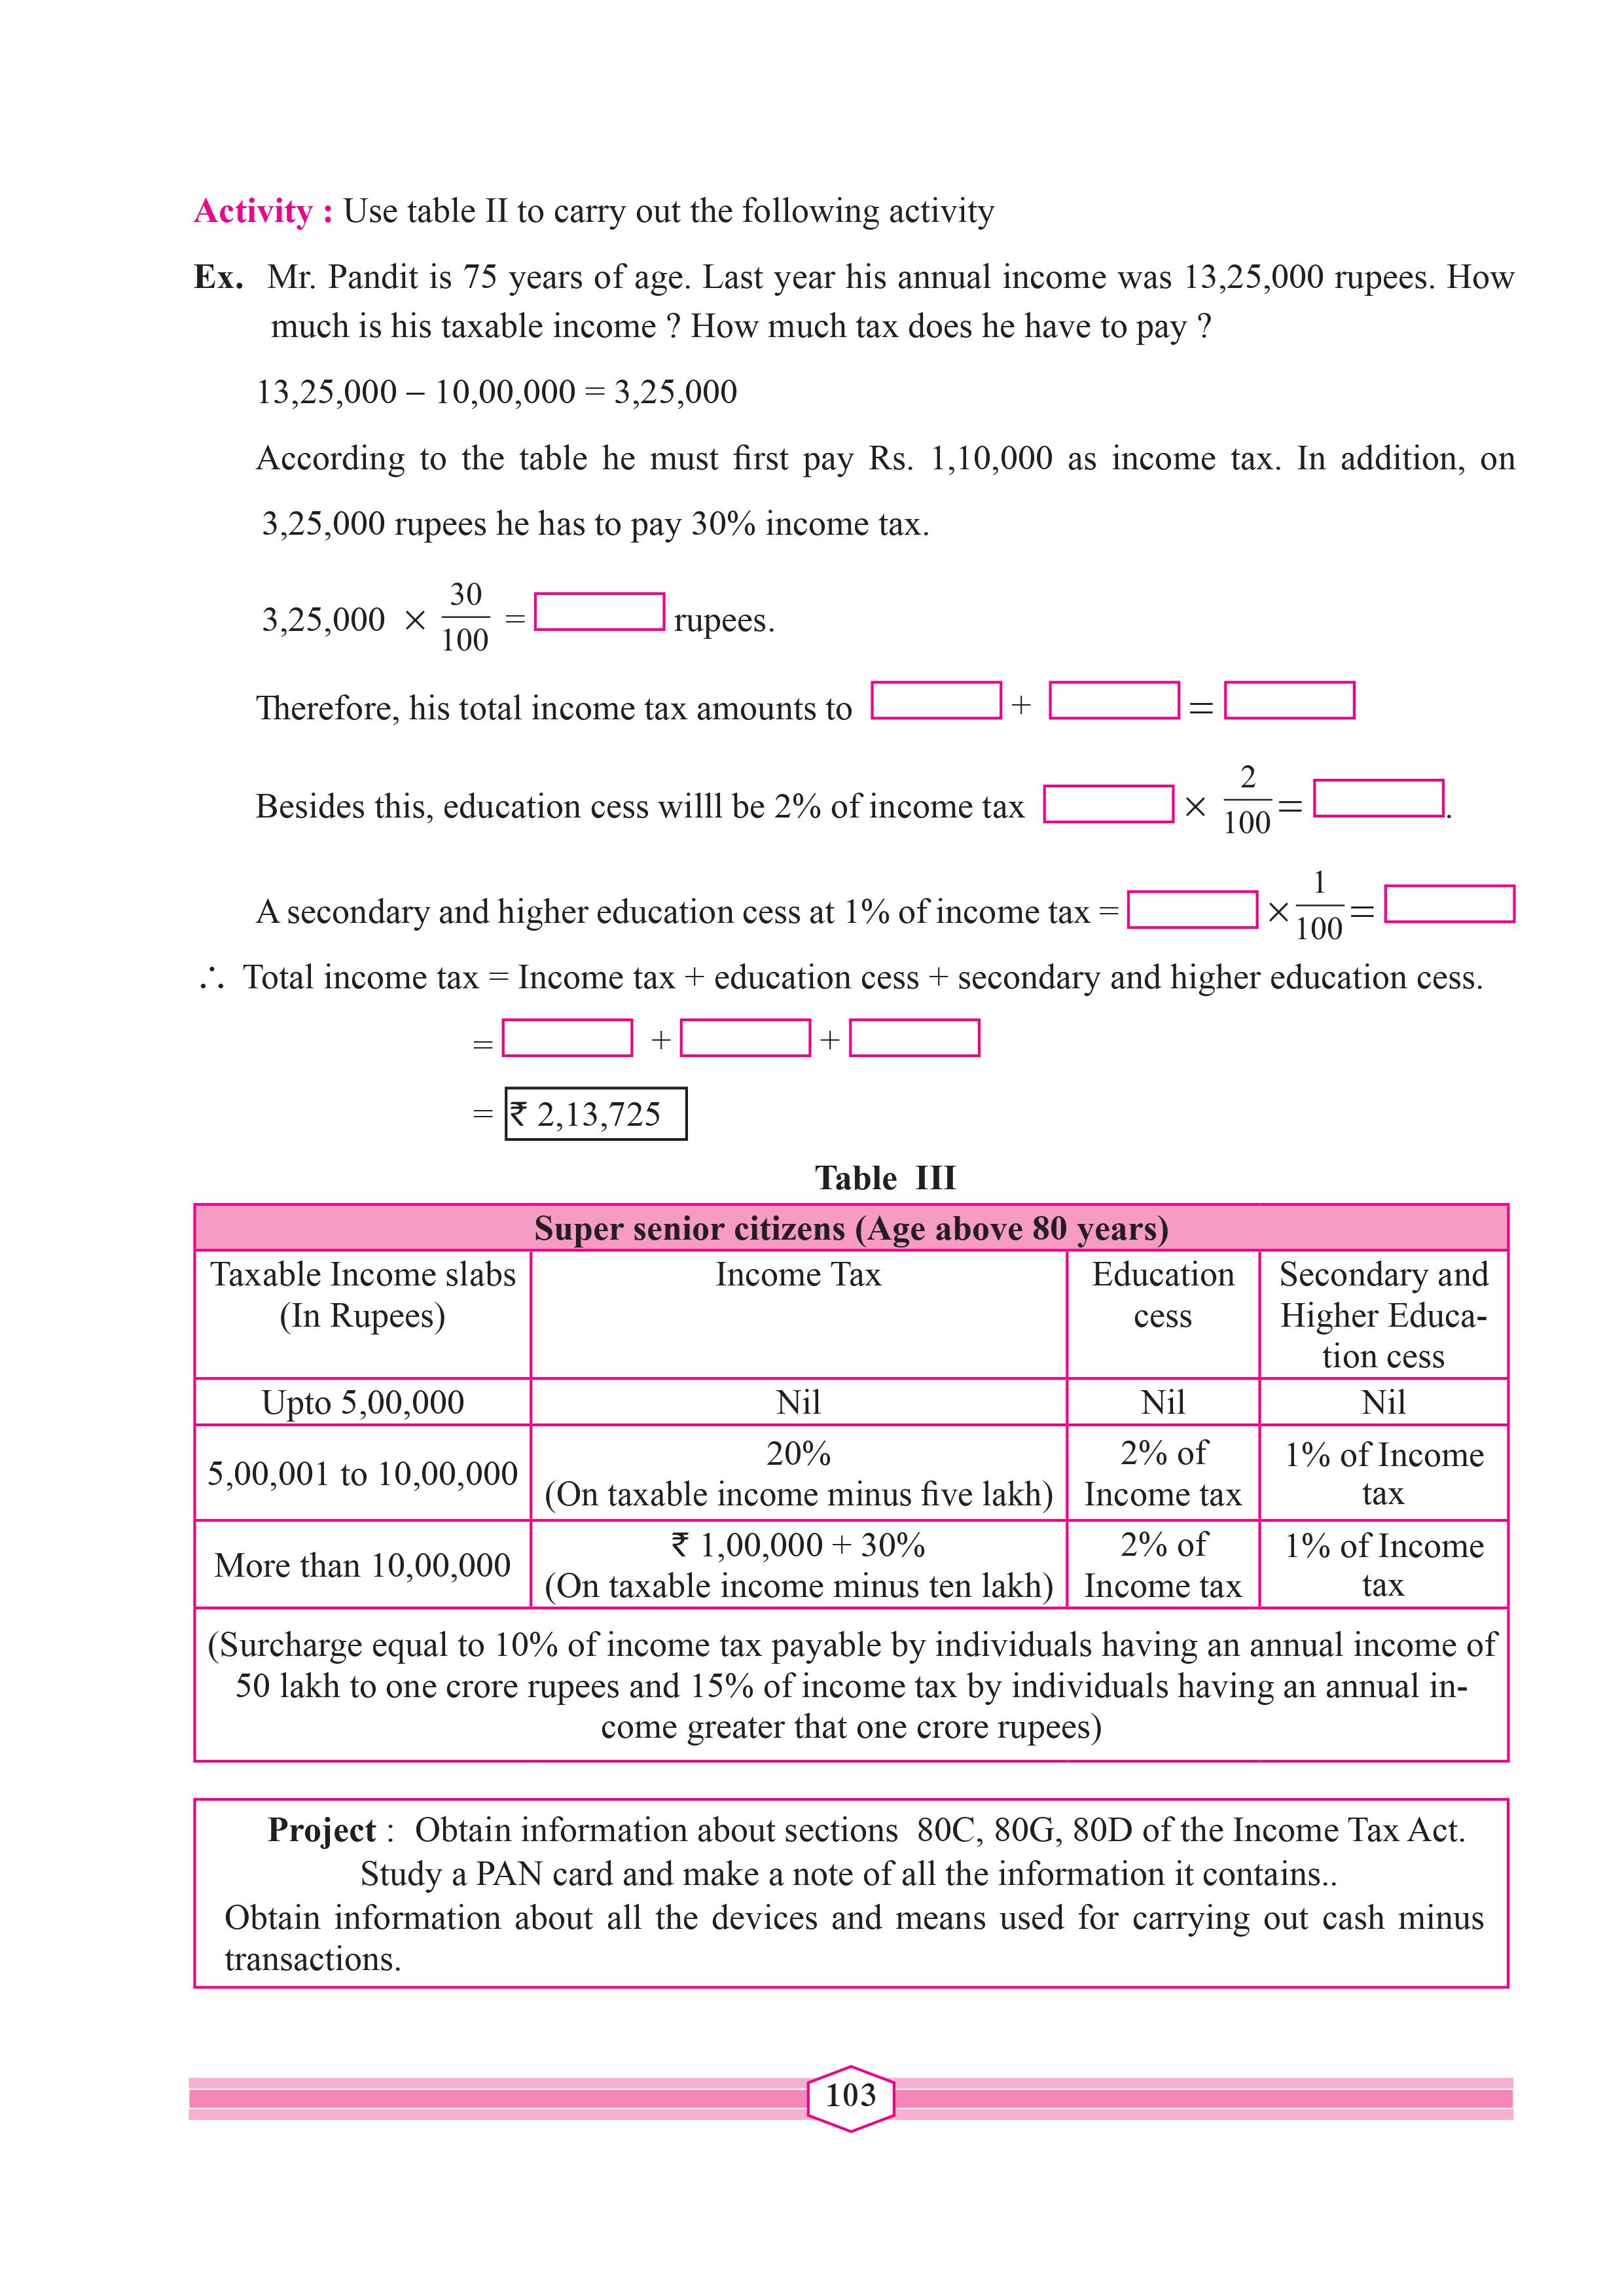 Activity : Use table II to carry out the following activity
Ex. Mr. Pandit is 75 years of age. Last year his annual income was 13,25,000 rupees. How
much is his taxable income ? How much tax does he have to pay ?
13,25,000 – 10,00,000 = 3,25,000
According to the table he must first pay Rs. 1,10,000 as income tax. In addition, on
3,25,000 rupees he has to pay 30% income tax.
3,25,000 × 30/100 = rupees.
Therefore, his total income tax amounts to + =
Besides this, education cess willl be 2% of income tax × 2/100 = .
A secondary and higher education cess at 1% of income tax = × 1/100 =
∴ Total income tax = Income tax + education cess + secondary and higher education cess.
= + +
= ₹ 2,13,725
Table III
Super senior citizens (Age above 80 years)
Taxable Income slabs
(In Rupees)
Income Tax
Education
cess
Secondary and
Higher Educa-
tion cess
Upto 5,00,000
Nil
Nil
Nil
5,00,001 to 10,00,000
20%
(On taxable income minus five lakh)
2% of
Income tax
1% of Income
tax
More than 10,00,000
₹ 1,00,000 + 30%
(On taxable income minus ten lakh)
2% of
Income tax
1% of Income
tax
(Surcharge equal to 10% of income tax payable by individuals having an annual income of
50 lakh to one crore rupees and 15% of income tax by individuals having an annual in-
come greater that one crore rupees)
Project : Obtain information about sections 80C, 80G, 80D of the Income Tax Act.
Study a PAN card and make a note of all the information it contains..
Obtain information about all the devices and means used for carrying out cash minus
transactions.
103